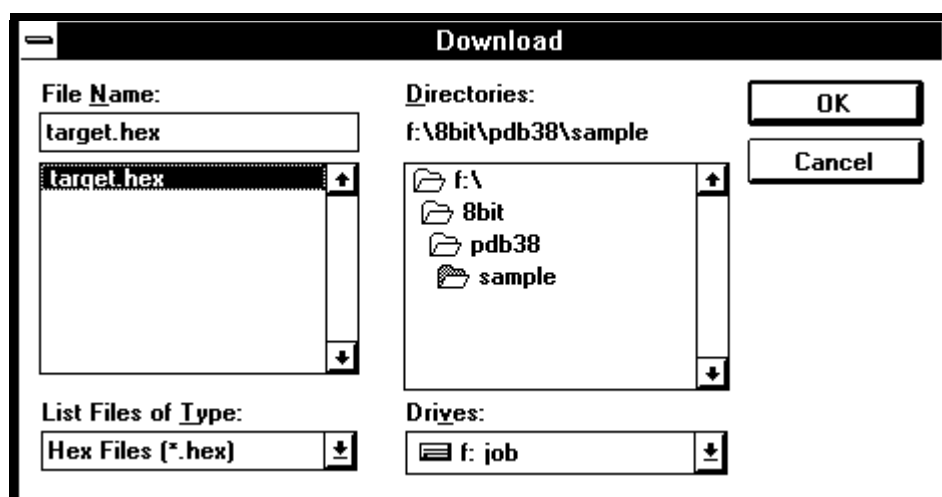 Download
File Name:
target.hex
target.hex
List Files of Type:
Hex Files (*.hex)
Directories:
f:\8bit\pdb38\sample
f:\
8bit
pdb38
sample
Drives:
f: job
OK
Cancel